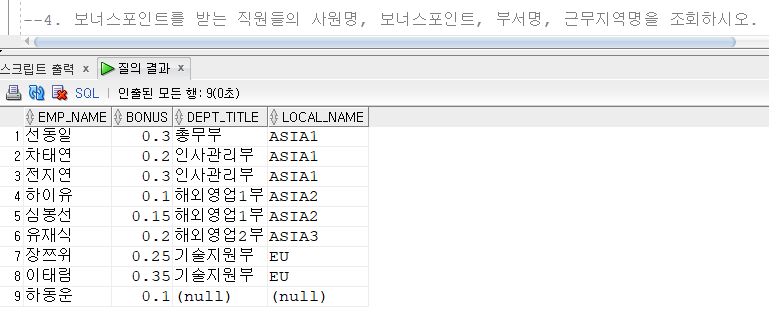 --4. 보너스포인트를 받는 직원들의 사원명, 보너스포인트, 부서명, 근무지역명을 조회하시오.
스크립트 출력 x 질의 결과 x
SQL | 인출된 모든 행: 9(0초)
EMP_NAME BONUS DEPT_TITLE LOCAL_NAME
1 선동일 0.3 총무부 ASIA1
2 차태연 0.2 인사관리부 ASIA1
3 전지연 0.3 인사관리부 ASIA1
4 하이유 0.1 해외영업1부 ASIA2
5 심봉선 0.15 해외영업1부 ASIA2
6 유재식 0.2 해외영업2부 ASIA3
7 장쯔위 0.25 기술지원부 EU
8 이태림 0.35 기술지원부 EU
9 하동운 0.1 (null) (null)